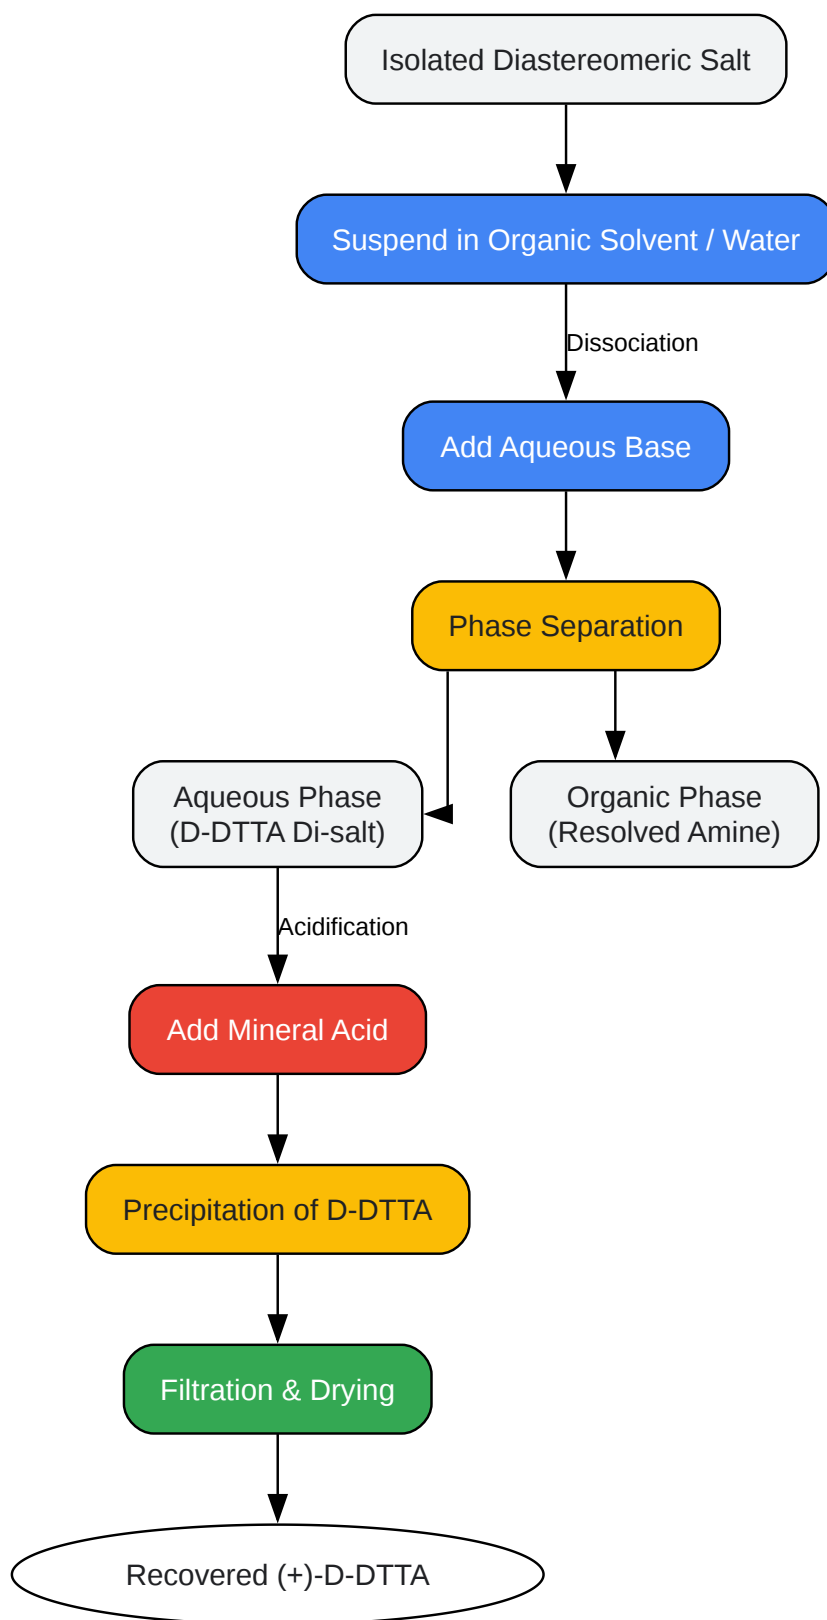 Isolated Diastereomeric Salt
Suspend in Organic Solvent / Water
Dissociation
Add Aqueous Base
Phase Separation
Aqueous Phase
(D-DTTA Di-salt)
Organic Phase
(Resolved Amine)
Acidification
Add Mineral Acid
Precipitation of D-DTTA
Filtration & Drying
Recovered (+)-D-DTTA